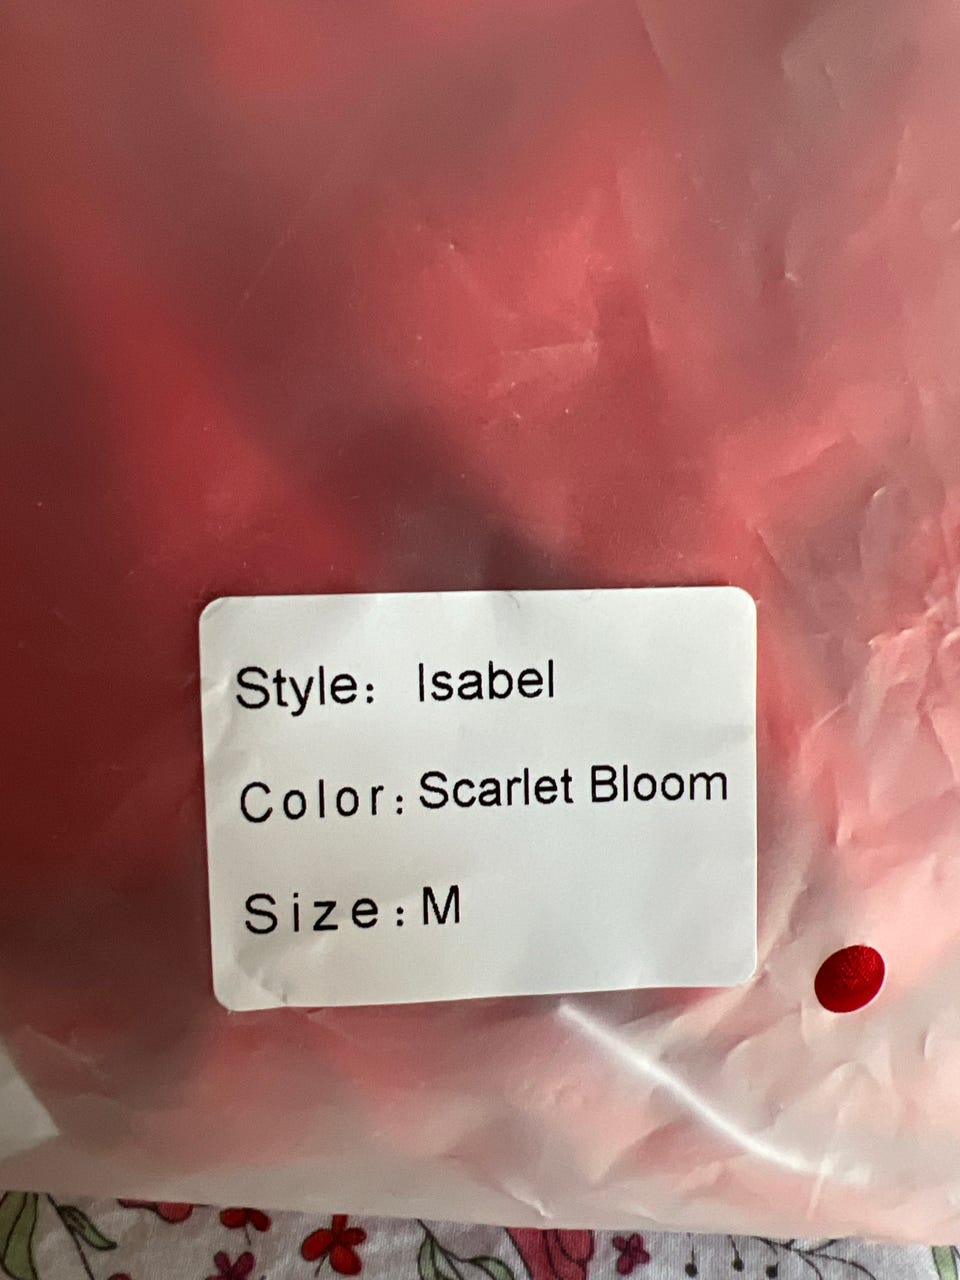 Style: Isabel
Color: Scarlet Bloom
Size: M